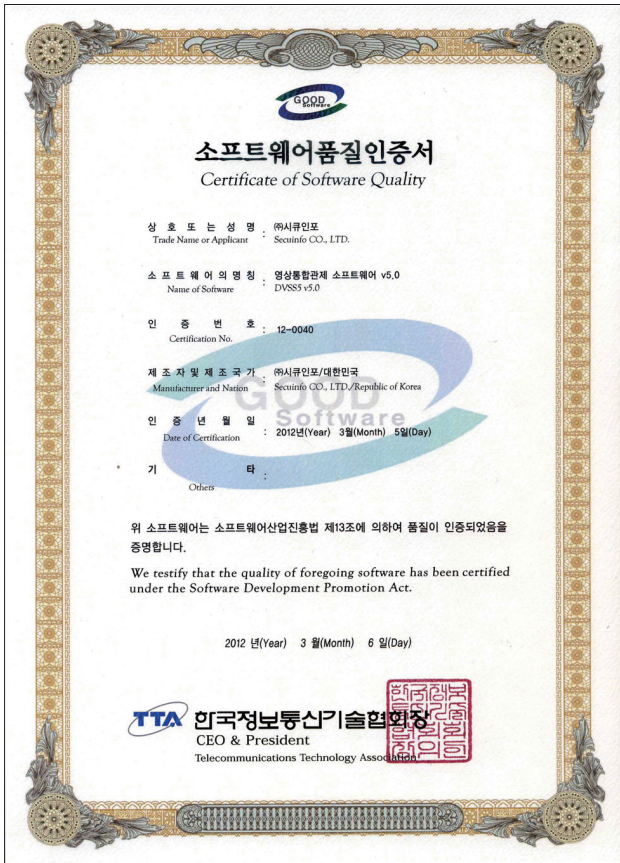 GOOD
Software
소프트웨어품질인증서
Certificate of Software Quality
상 호 또 는 성 명 : ㈜시큐인포
Trade Name or Applicant Secuinfo CO., LTD.
소 프 트 웨 어 의 명 칭 : 영상통합관제 소프트웨어 v5.0
Name of Software DVSS5 v5.0
인 증 번 호 : 12-0040
Certification No.
제 조 자 및 제 조 국 가 : ㈜시큐인포/대한민국
Manufacturer and Nation Secuinfo CO., LTD./Republic of Korea
GOOD
Software
인 증 년 월 일 : 2012년(Year) 3월(Month) 5일(Day)
Date of Certification
기 타 :
Others
위 소프트웨어는 소프트웨어산업진흥법 제13조에 의하여 품질이 인증되었음을
증명합니다.
We testify that the quality of foregoing software has been certified
under the Software Development Promotion Act.
2012 년(Year) 3 월(Month) 6 일(Day)
TTA 한국정보통신기술협회장
CEO & President
Telecommunications Technology Association